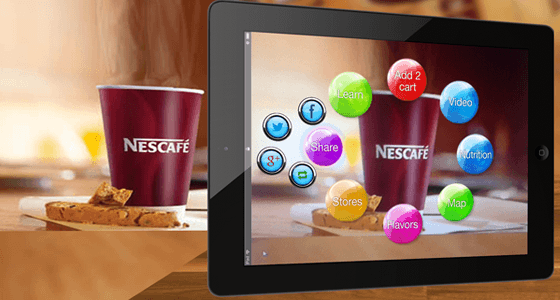 NESCAFÉ
Add 2
cart
Learn
Video
f
Share
g+
NESCAFÉ
Nutrition
Stores
Map
Flavors